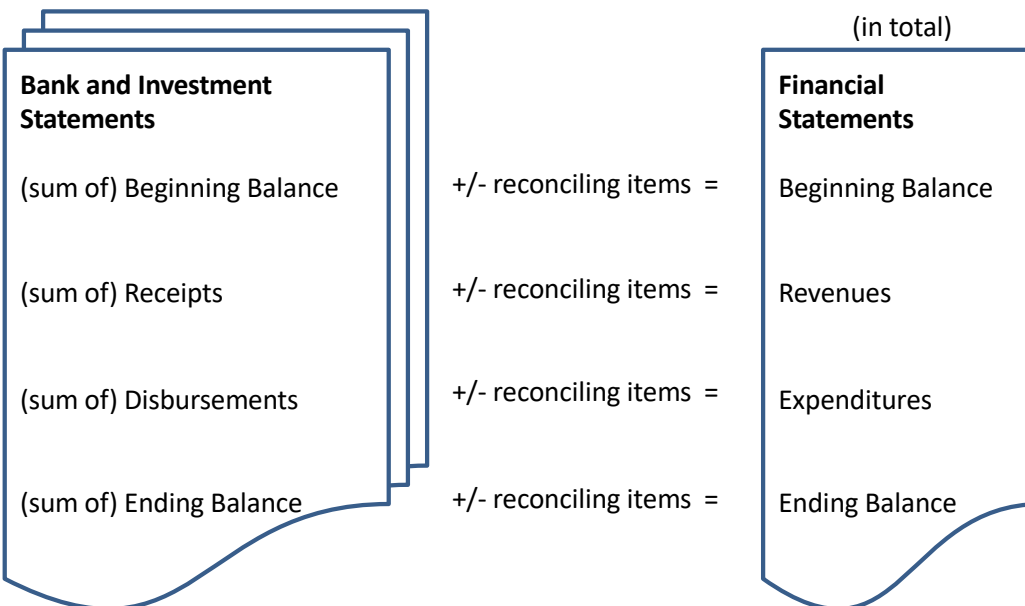 (in total)
Bank and Investment
Statements
Financial
Statements
(sum of) Beginning Balance
+/- reconciling items =
Beginning Balance
(sum of) Receipts
+/- reconciling items =
Revenues
(sum of) Disbursements
+/- reconciling items =
Expenditures
(sum of) Ending Balance
+/- reconciling items =
Ending Balance